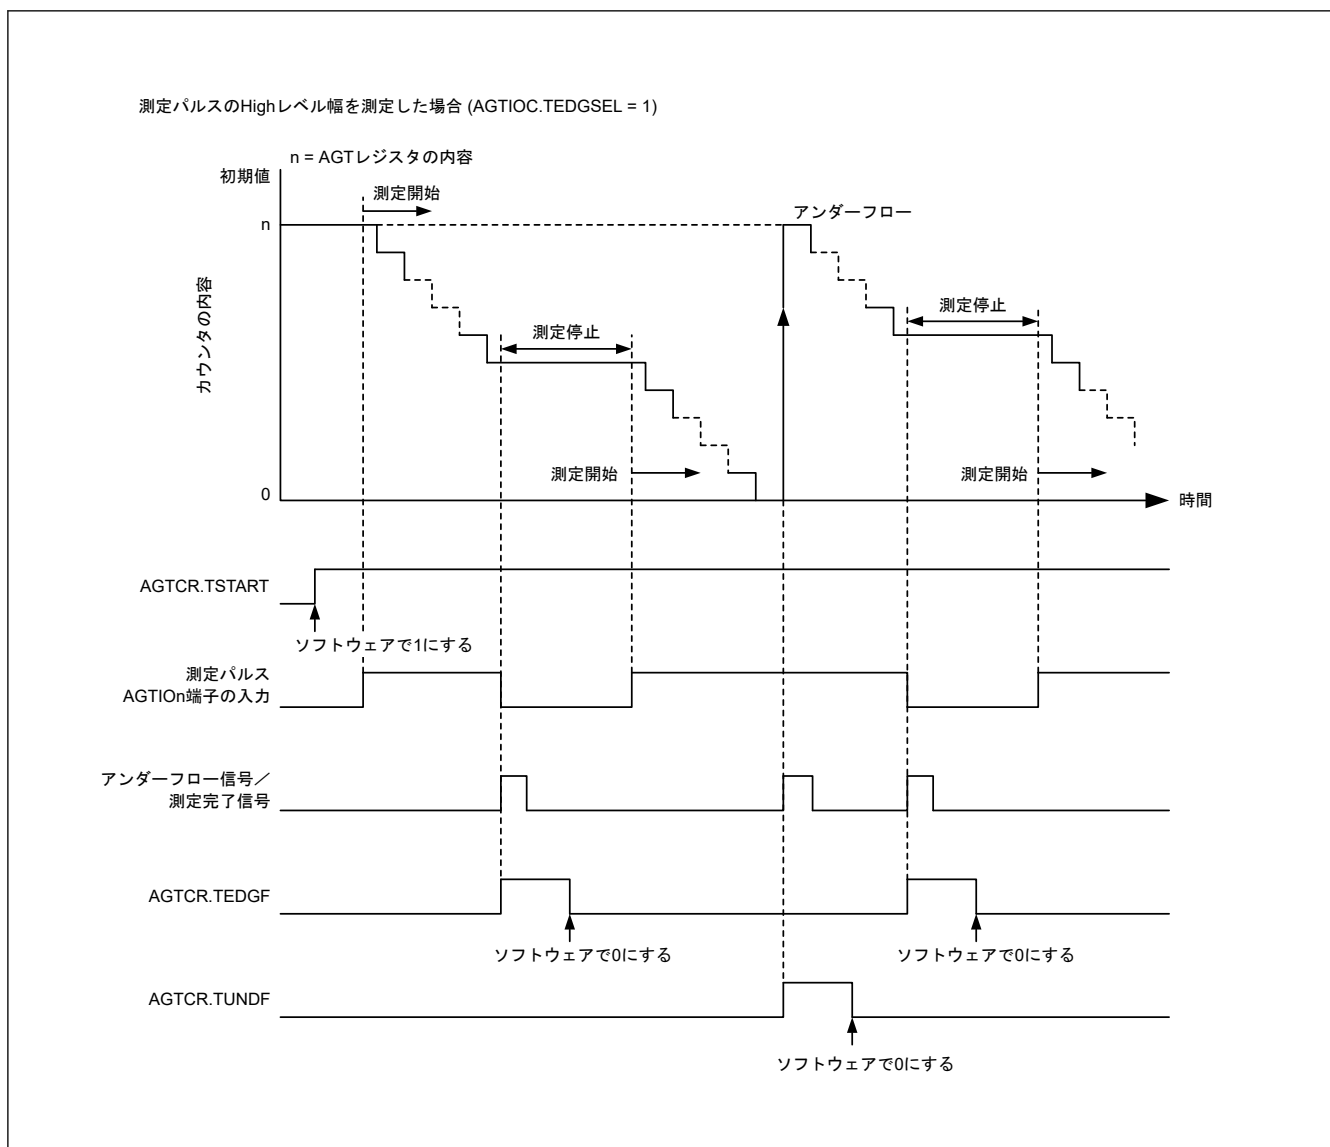 測定パルスのHighレベル幅を測定した場合 (AGTIOC.TEDGSEL = 1)
n = AGTレジスタの内容
初期値
測定開始
アンダーフロー
n
カウンタの内容
測定停止
測定停止
測定開始
測定開始
0
時間
AGTCR.TSTART
ソフトウェアで1にする
測定パルス
AGTIOn端子の入力
アンダーフロー信号/
測定完了信号
AGTCR.TEDGF
ソフトウェアで0にする
ソフトウェアで0にする
AGTCR.TUNDF
ソフトウェアで0にする